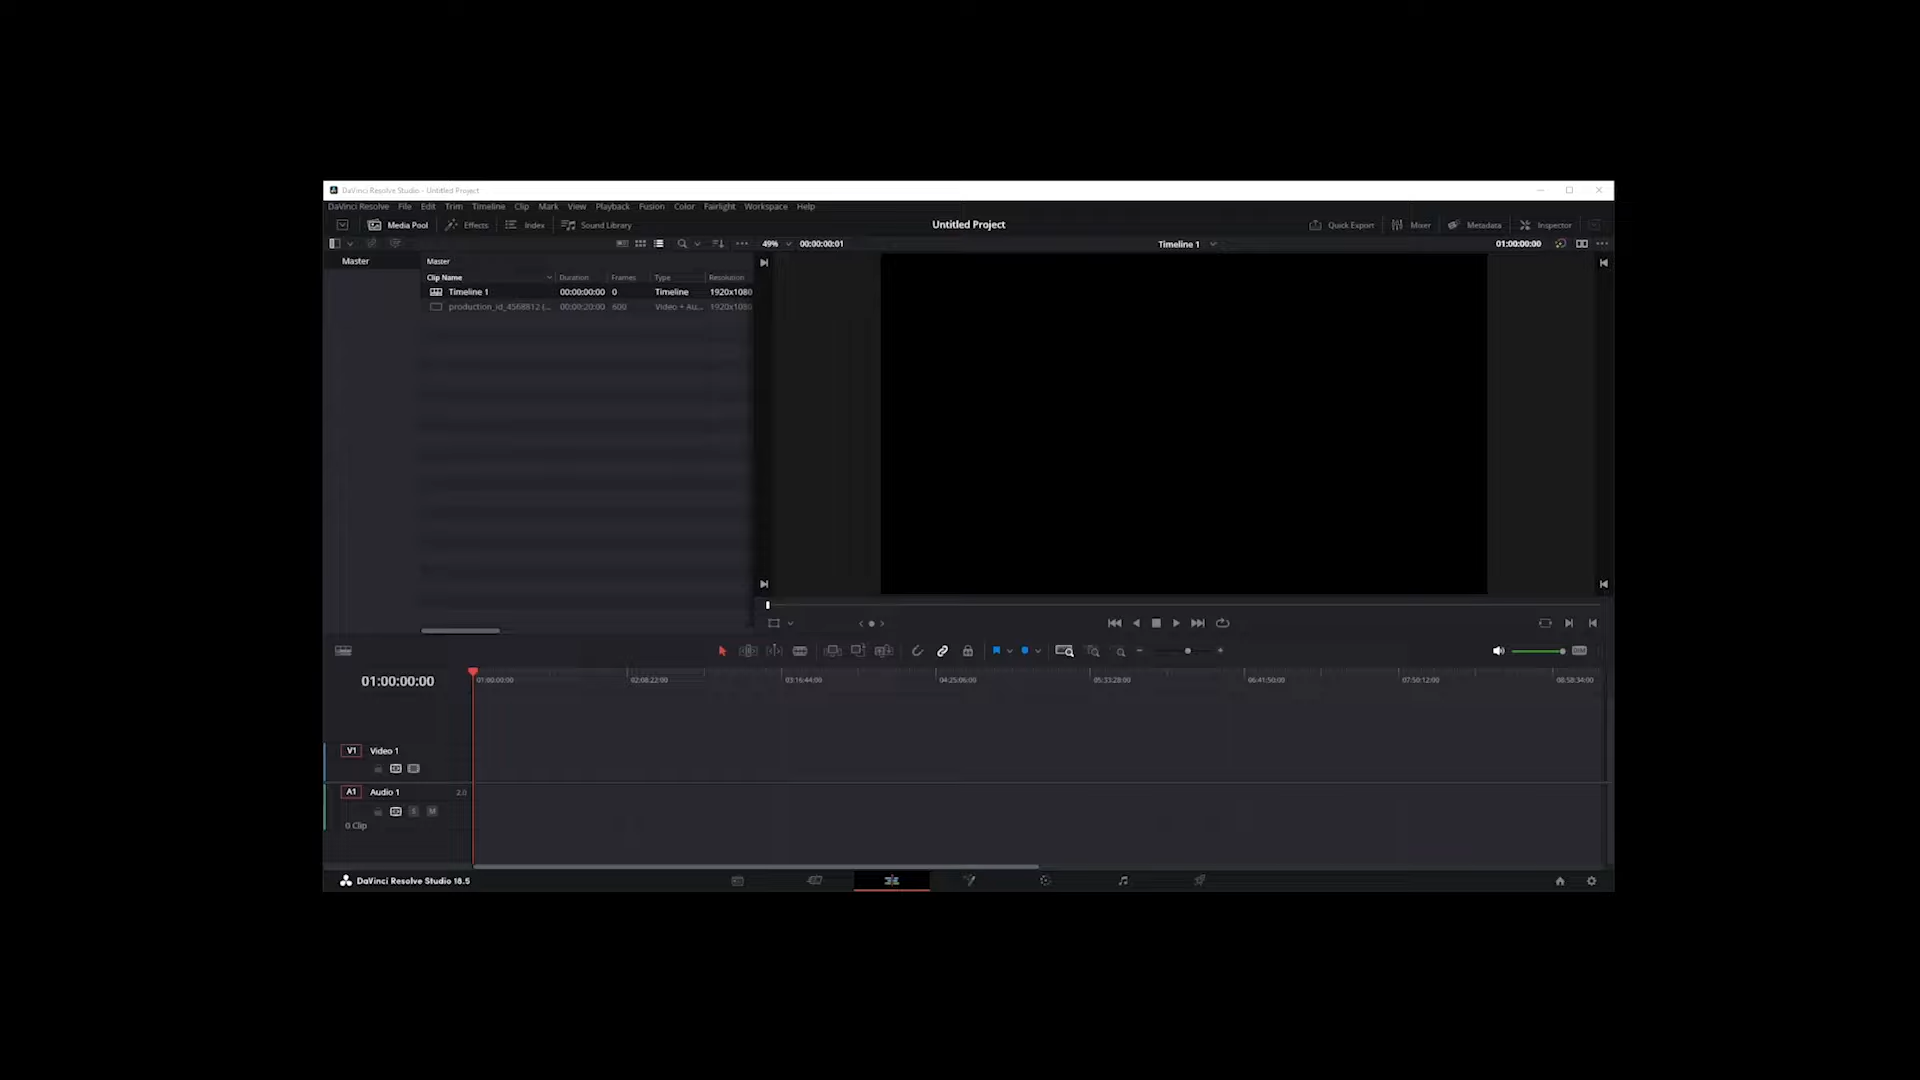 DaVinci Resolve Studio - Untitled Project
DaVinci Resolve File Edit Trim Timeline Clip Mark View Playback Fusion Color Fairlight Workspace Help
Media Pool Effects Index Sound Library Untitled Project Quick Export Mixer Metadata Inspector
49% 00:00:00:01 Timeline 1 01:00:00:00
Master Master
Clip Name Duration Frames Type Resolution
Timeline 1 00:00:00:00 0 Timeline 1920x1080
production_id_4568812 (... 00:00:20:00 600 Video + Au... 1920x1080
01:00:00:00 01:00:00:00 02:08:22:00 03:16:44:00 04:25:06:00 05:33:28:00 06:41:50:00 07:50:12:00 08:58:34:00
V1 Video 1
A1 Audio 1 2.0
S M
0 Clip
DaVinci Resolve Studio 18.5